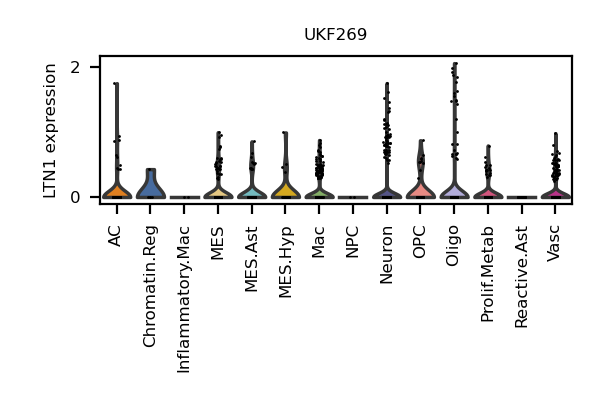 UKF269
LTN1 expression
2
0
AC
Chromatin.Reg
Inflammatory.Mac
MES
MES.Ast
MES.Hyp
Mac
NPC
Neuron
OPC
Oligo
Prolif.Metab
Reactive.Ast
Vasc